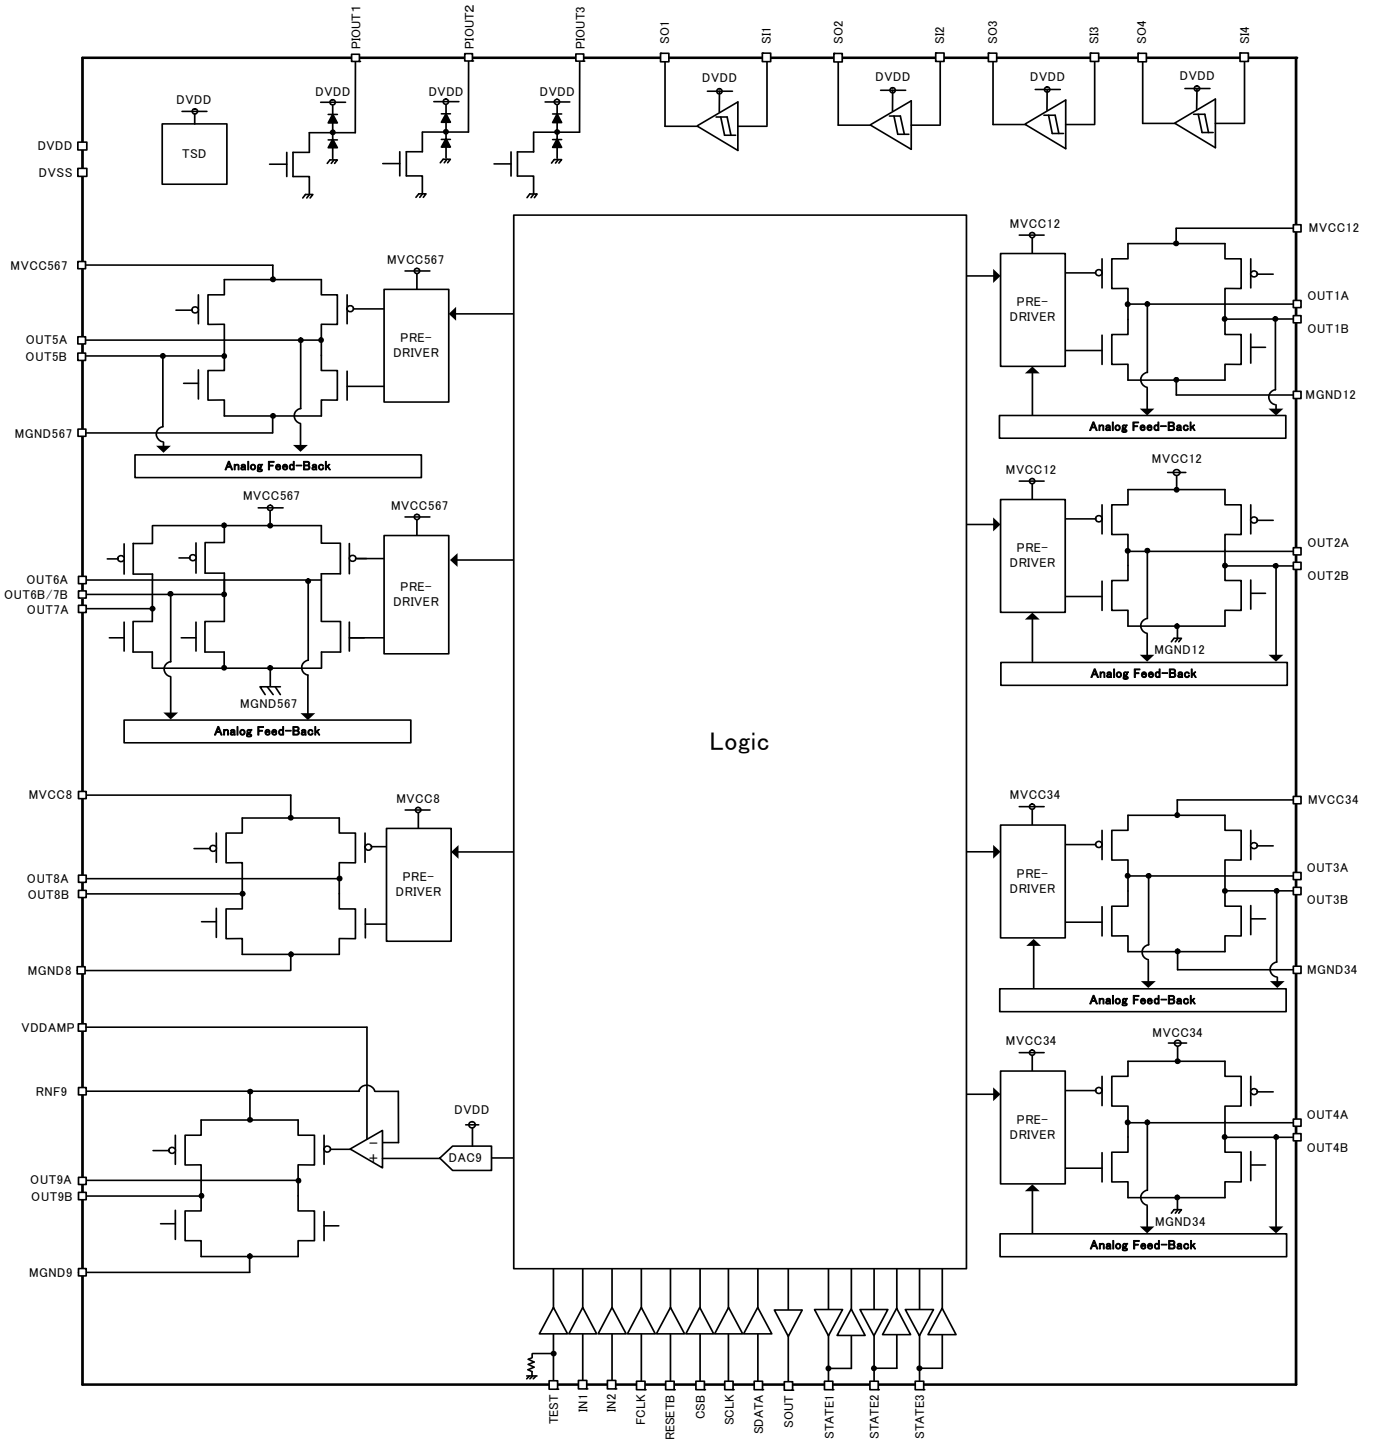 PIOUT1
PIOUT2
PIOUT3
SO1
SI1
SO2
SI2
SO3
SI3
SO4
SI4
DVDD
DVDD
DVDD
DVDD
DVDD
DVDD
DVDD
DVDD
TSD
DVDD
DVSS
MVCC567
OUT5A
OUT5B
MGND567
MVCC567
PRE-
DRIVER
Analog Feed-Back
MVCC567
MVCC567
PRE-
DRIVER
OUT6A
OUT6B/7B
OUT7A
MGND567
Analog Feed-Back
MVCC8
MVCC8
PRE-
DRIVER
OUT8A
OUT8B
MGND8
VDDAMP
RNF9
DVDD
DAC9
−
+
OUT9A
OUT9B
MGND9
Logic
MVCC12
PRE-
DRIVER
MVCC12
OUT1A
OUT1B
MGND12
Analog Feed-Back
MVCC12
MVCC12
PRE-
DRIVER
OUT2A
OUT2B
MGND12
Analog Feed-Back
MVCC34
PRE-
DRIVER
MVCC34
OUT3A
OUT3B
MGND34
Analog Feed-Back
MVCC34
MVCC34
PRE-
DRIVER
OUT4A
OUT4B
MGND34
Analog Feed-Back
TEST
IN1
IN2
FCLK
RESETB
CSB
SCLK
SDATA
SOUT
STATE1
STATE2
STATE3